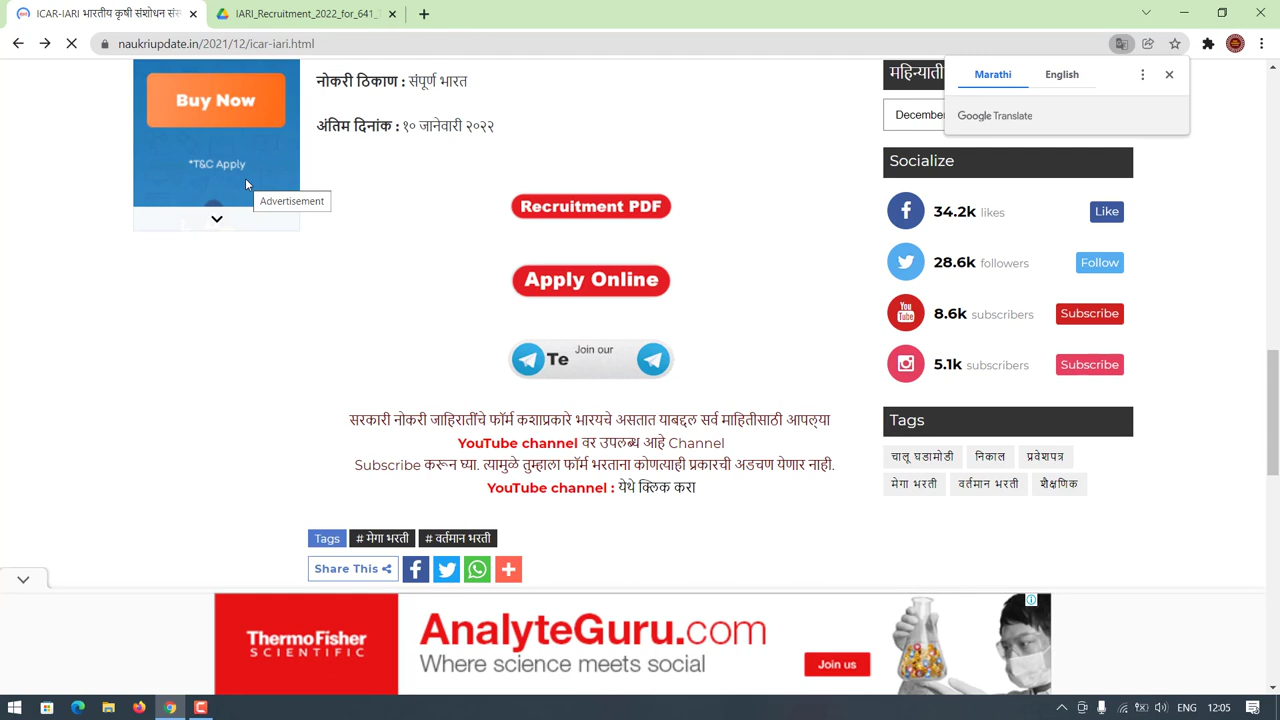 ICAR-IARI भारतीय कृषी संशोधन संस
IARI_Recruitment_2022_for_641_
naukriupdate.in/2021/12/icar-iari.html
Marathi
English
Google Translate
Buy Now
*T&C Apply
Advertisement
नोकरी ठिकाण : संपूर्ण भारत
अंतिम दिनांक : १० जानेवारी २०२२
Recruitment PDF
Apply Online
Te
Join our
सरकारी नोकरी जाहिरातींचे फॉर्म कशाप्रकारे भारयचे असतात याबद्दल सर्व माहितीसाठी आपल्या
YouTube channel वर उपलब्ध आहे Channel
Subscribe करून घ्या. त्यामुळे तुम्हाला फॉर्म भरताना कोणत्याही प्रकारची अडचण येणार नाही.
YouTube channel : येथे क्लिक करा
Tags
# मेगा भरती
# वर्तमान भरती
Share This
महिन्याती
December
Socialize
34.2k likes
Like
28.6k followers
Follow
You
Tube
8.6k subscribers
Subscribe
5.1k subscribers
Subscribe
Tags
चालू घडामोडी
निकाल
प्रवेशपत्र
मेगा भरती
वर्तमान भरती
शैक्षणिक
ThermoFisher
SCIENTIFIC
AnalyteGuru.com
Where science meets social
Join us
ENG
12:05